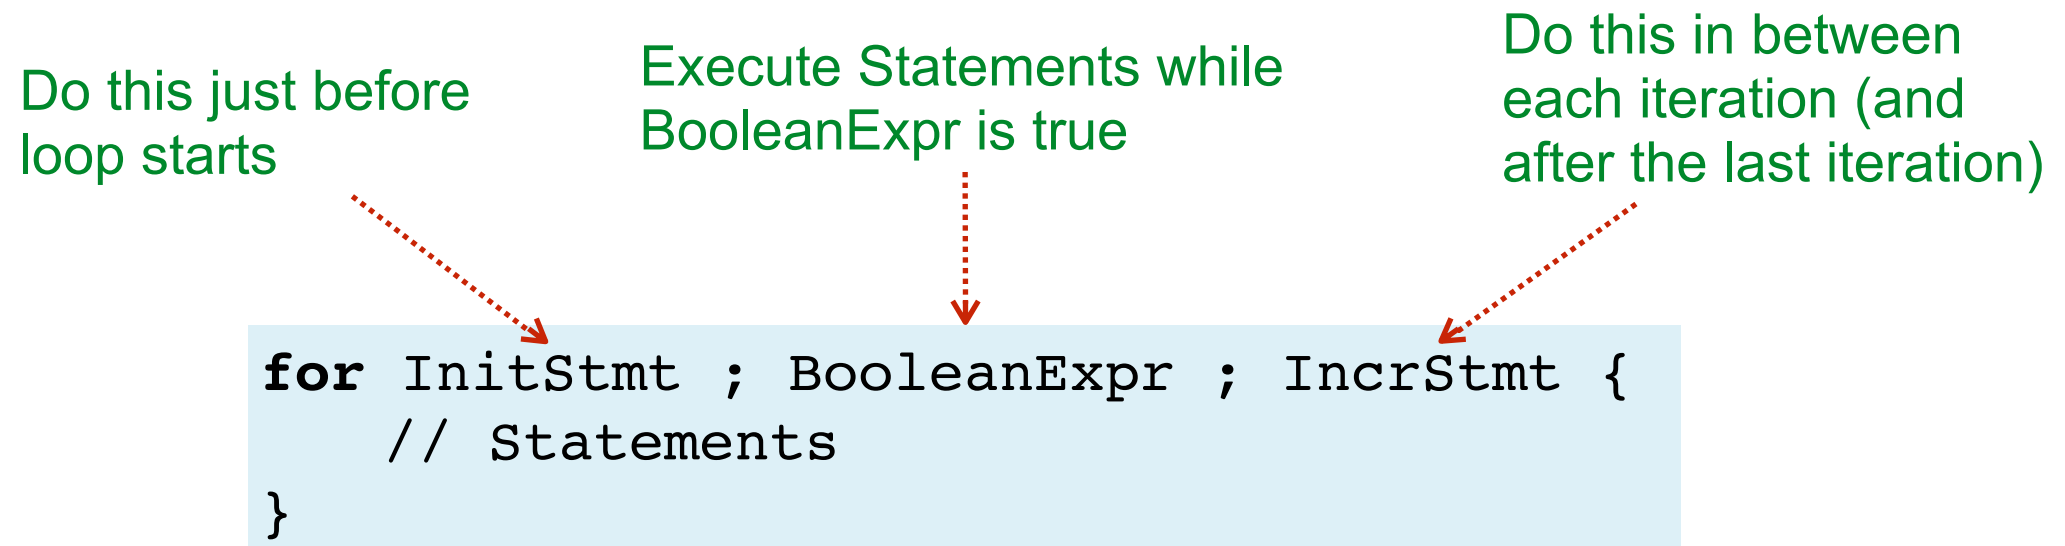 Do this just before
loop starts
Execute Statements while
BooleanExpr is true
Do this in between
each iteration (and
after the last iteration)
for InitStmt ; BooleanExpr ; IncrStmt {
// Statements
}